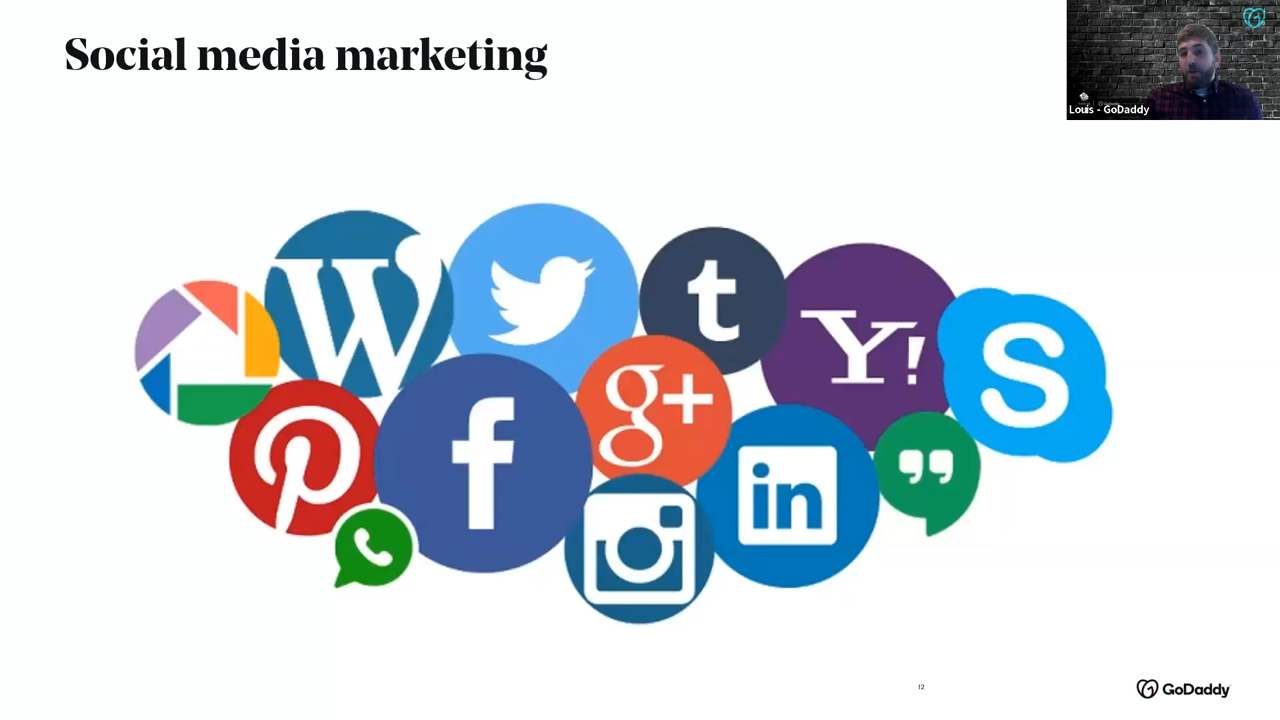 Social media marketing
Louis - GoDaddy
W
t
Y!
S
g+
f
in
12
GoDaddy